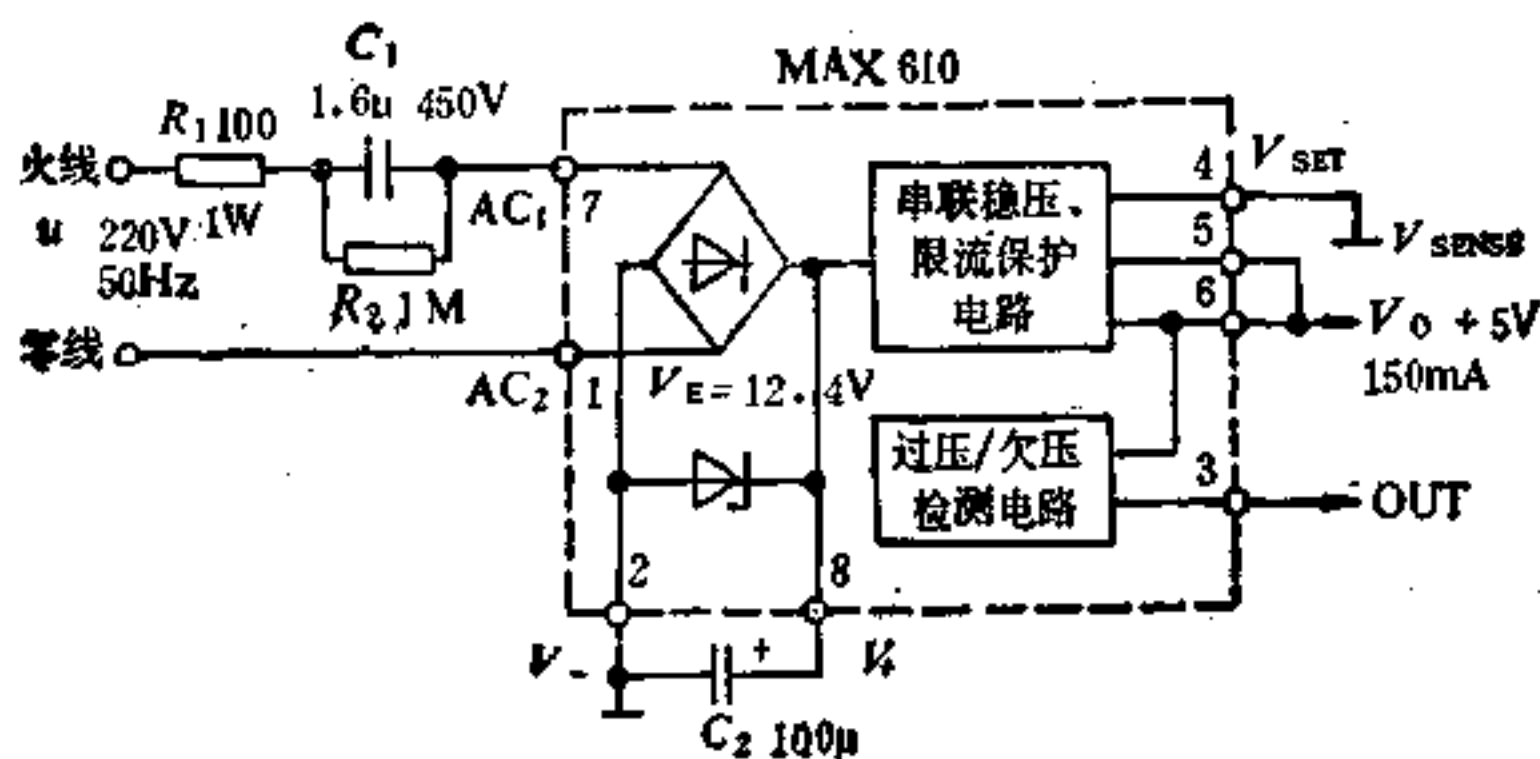 C1
1.6u 450V
MAX 610
R1 100
火线
u 220V 1W
50Hz
AC1 7
R2 1M
零线
AC2 1
VE = 12.4V
串联稳压、
限流保护
电路
4 VSET
5 VSENSE
6
VO +5V
150mA
过压/欠压
检测电路
3
OUT
2
8
V-
+
V+
C2 100μ